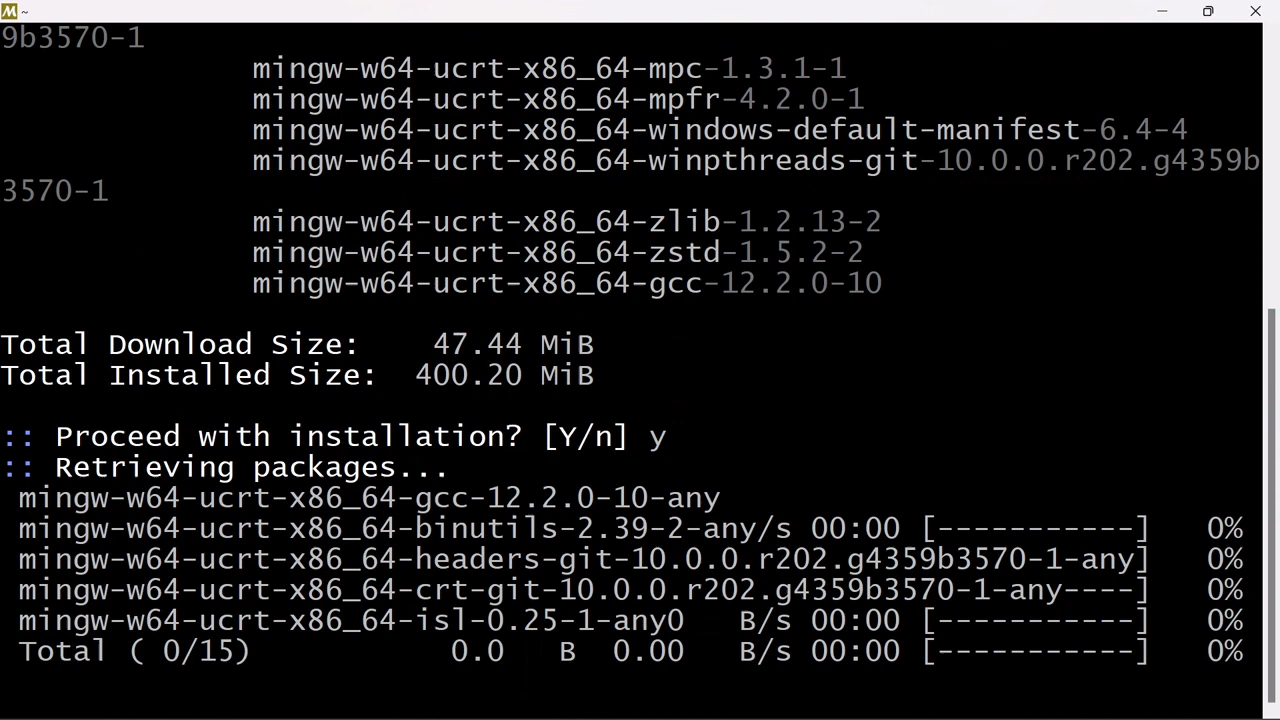 ~
9b3570-1
mingw-w64-ucrt-x86_64-mpc-1.3.1-1
mingw-w64-ucrt-x86_64-mpfr-4.2.0-1
mingw-w64-ucrt-x86_64-windows-default-manifest-6.4-4
mingw-w64-ucrt-x86_64-winpthreads-git-10.0.0.r202.g4359b
3570-1
mingw-w64-ucrt-x86_64-zlib-1.2.13-2
mingw-w64-ucrt-x86_64-zstd-1.5.2-2
mingw-w64-ucrt-x86_64-gcc-12.2.0-10
Total Download Size:    47.44 MiB
Total Installed Size:  400.20 MiB
:: Proceed with installation? [Y/n] y
:: Retrieving packages...
mingw-w64-ucrt-x86_64-gcc-12.2.0-10-any
mingw-w64-ucrt-x86_64-binutils-2.39-2-any/s 00:00 [-----------]   0%
mingw-w64-ucrt-x86_64-headers-git-10.0.0.r202.g4359b3570-1-any]   0%
mingw-w64-ucrt-x86_64-crt-git-10.0.0.r202.g4359b3570-1-any----]   0%
mingw-w64-ucrt-x86_64-isl-0.25-1-any0   B/s 00:00 [-----------]   0%
Total ( 0/15)           0.0   B  0.00   B/s 00:00 [-----------]   0%